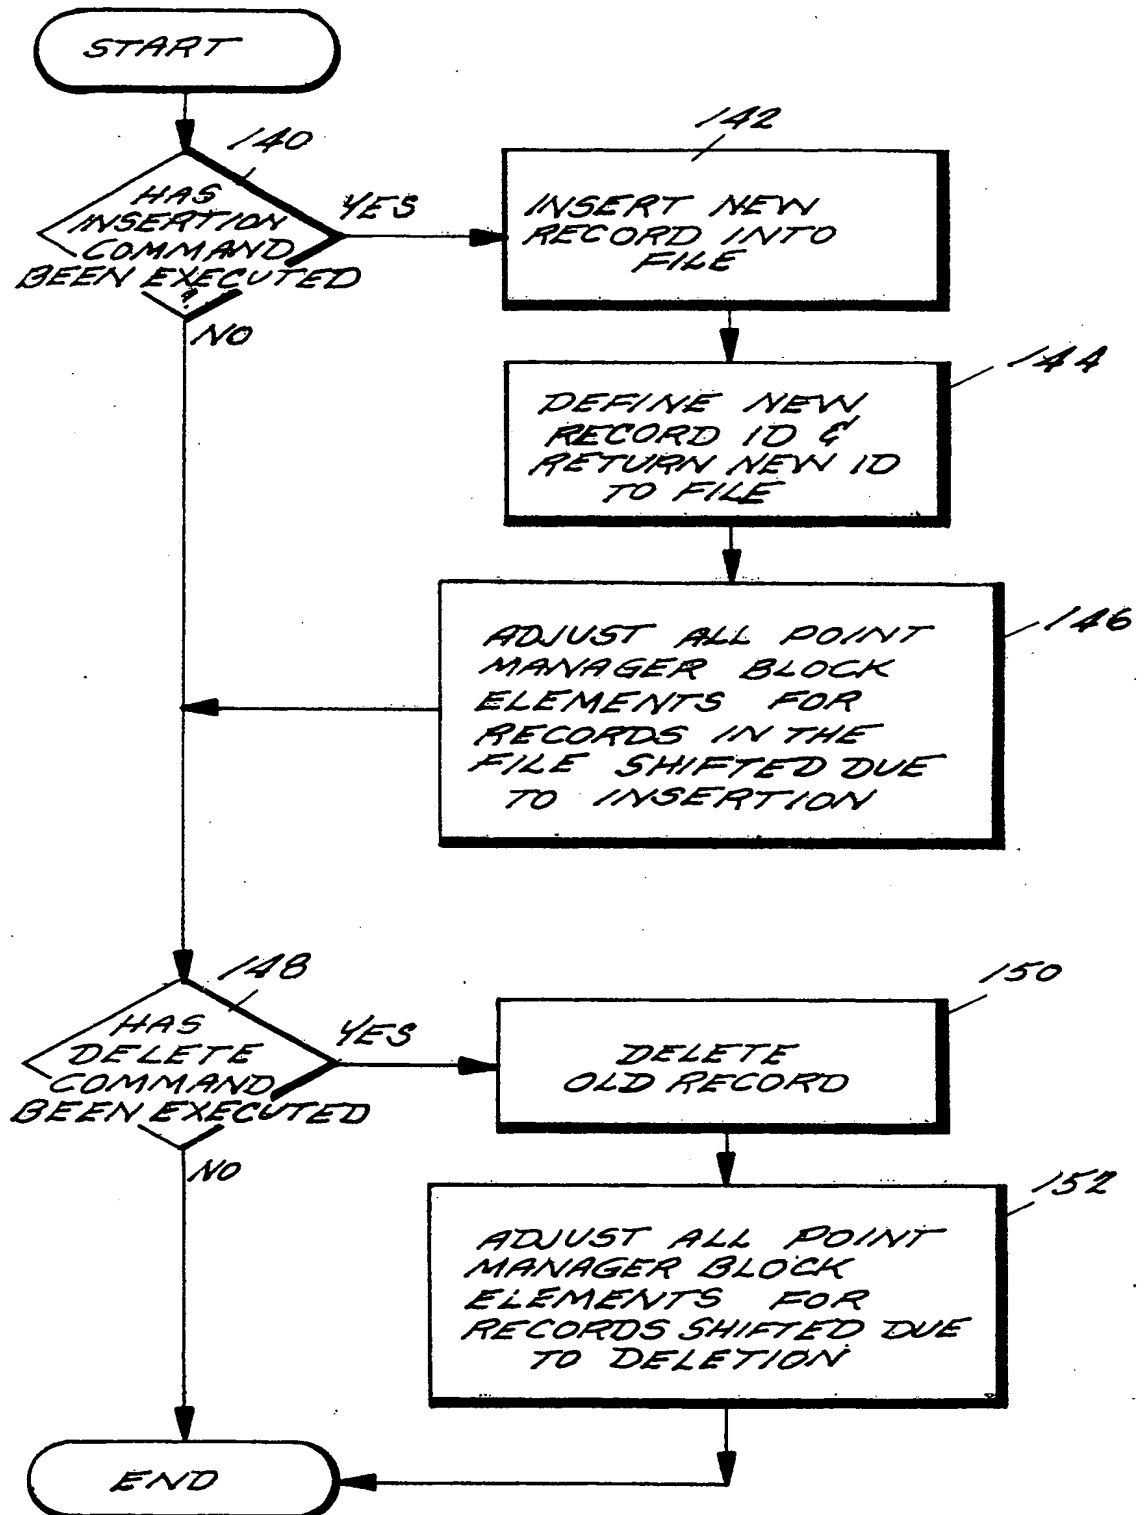 START
140
HAS
INSERTION
COMMAND
BEEN EXECUTED
?
YES
NO
142
INSERT NEW
RECORD INTO
FILE
144
DEFINE NEW
RECORD ID &
RETURN NEW ID
TO FILE
146
ADJUST ALL POINT
MANAGER BLOCK
ELEMENTS FOR
RECORDS IN THE
FILE SHIFTED DUE
TO INSERTION
148
HAS
DELETE
COMMAND
BEEN EXECUTED
YES
NO
150
DELETE
OLD RECORD
152
ADJUST ALL POINT
MANAGER BLOCK
ELEMENTS FOR
RECORDS SHIFTED DUE
TO DELETION
END